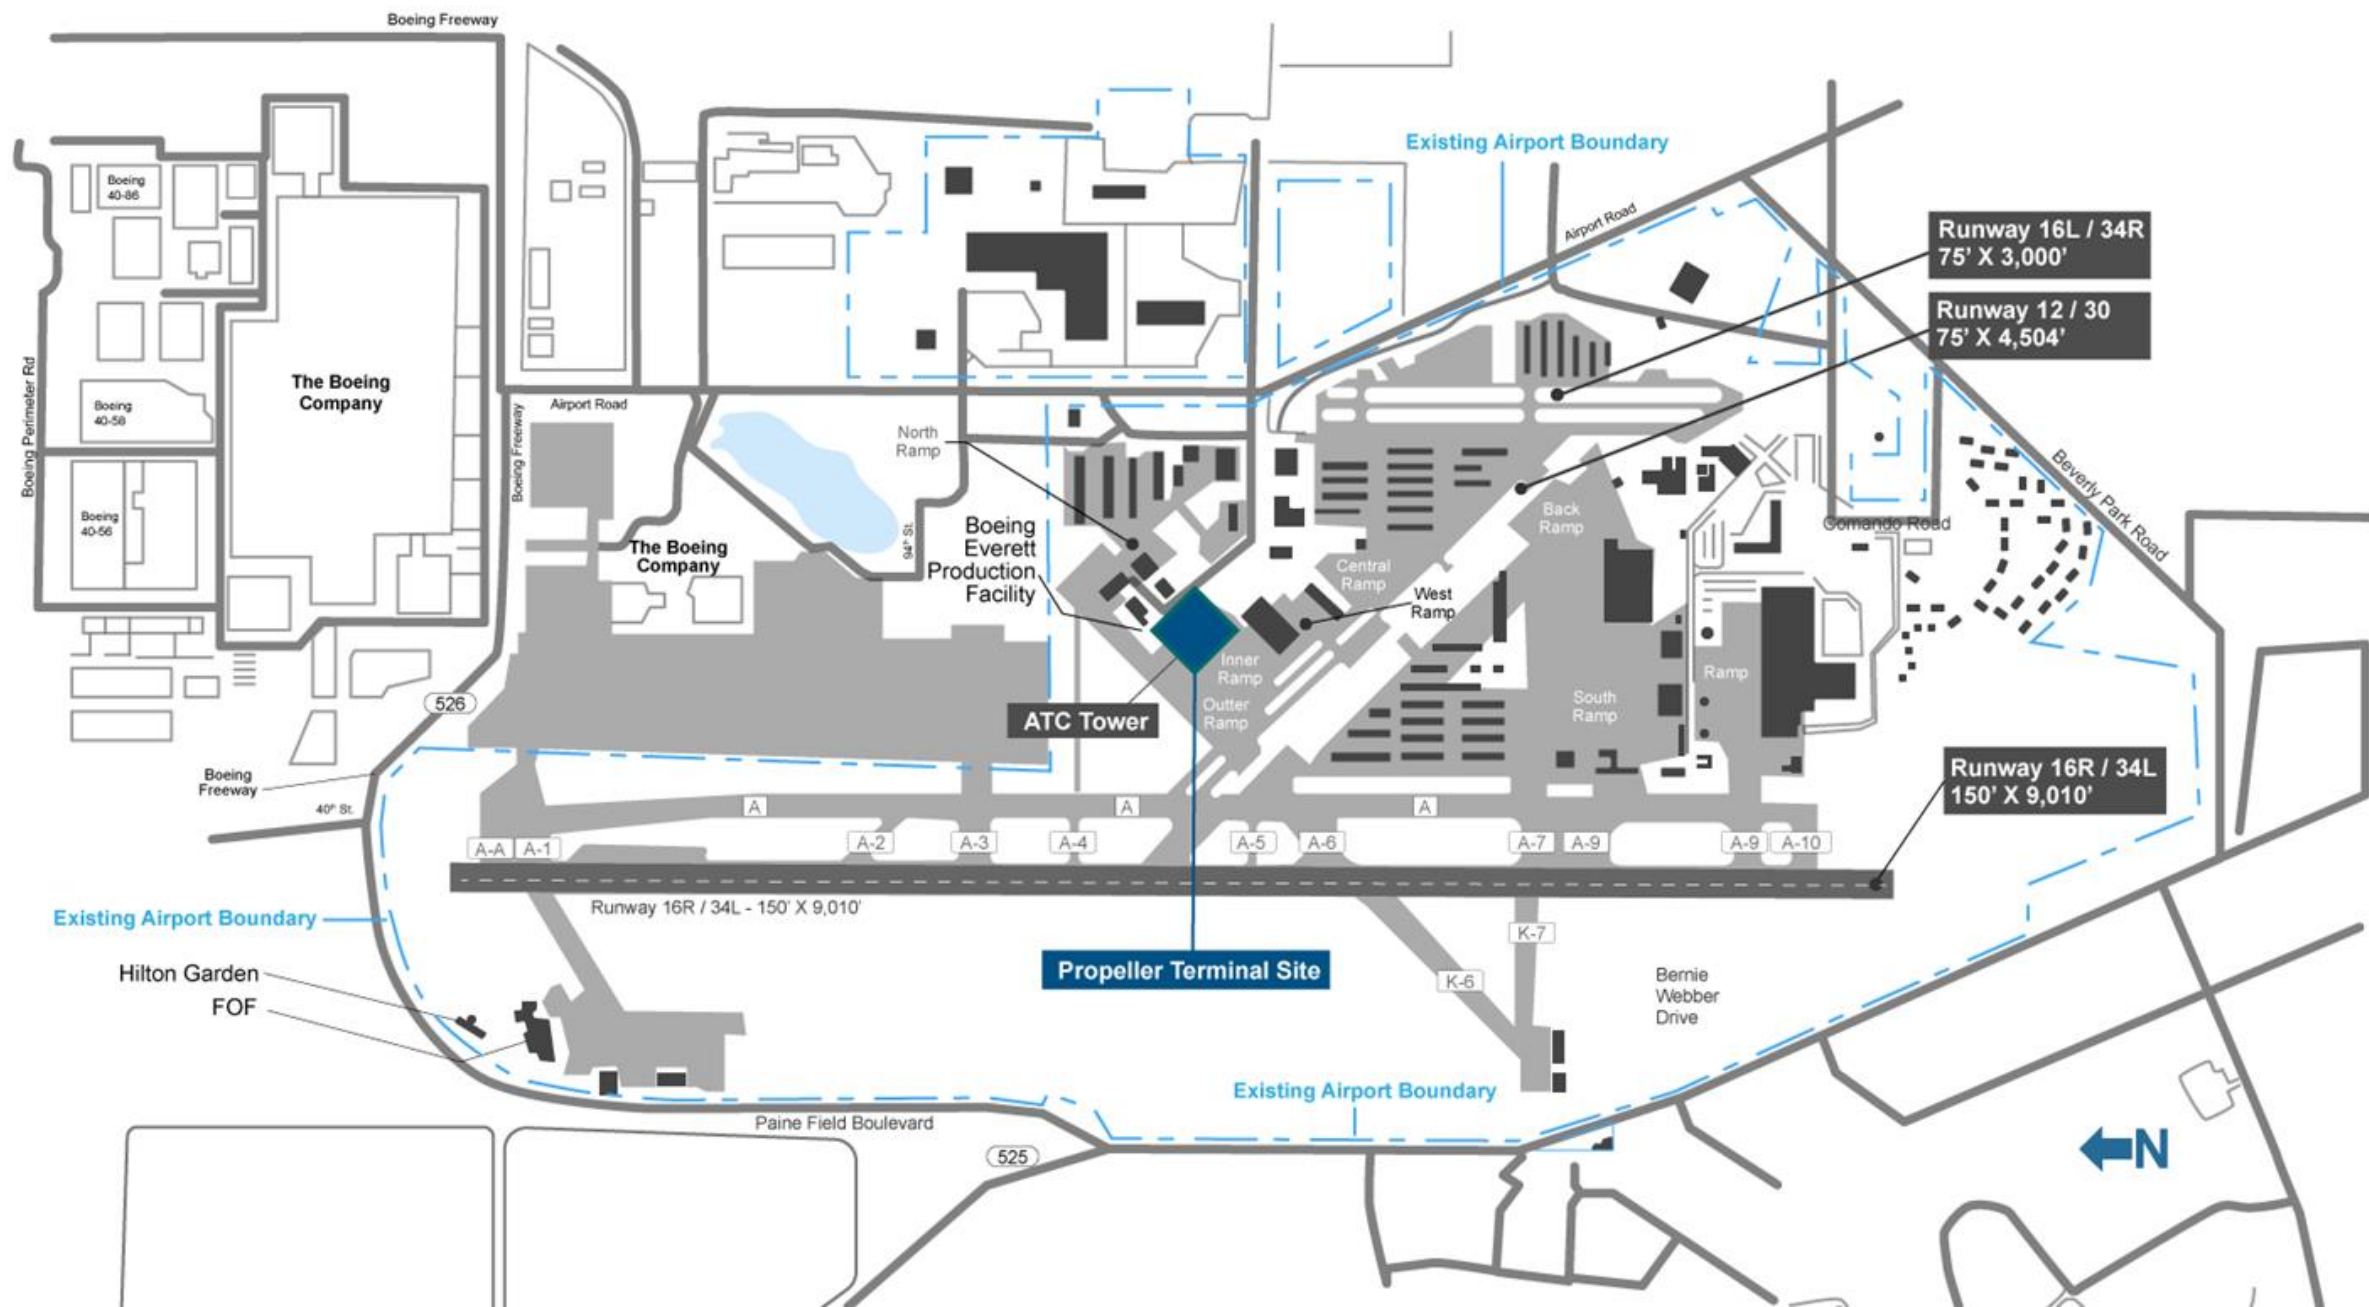 Boeing Freeway
Existing Airport Boundary
Boeing
40-86
Airport Road
Runway 16L / 34R
75' X 3,000'
Runway 12 / 30
75' X 4,504'
The Boeing
Company
Boeing Perimeter Rd
Boeing
40-58
Airport Road
Boeing Freeway
North
Ramp
Boeing
40-56
Back
Ramp
Beverly Park Road
Comando Road
94th St.
Boeing
Everett
Production
Facility
The Boeing
Company
Central
Ramp
West
Ramp
Inner
Ramp
Ramp
Outter
Ramp
South
Ramp
526
ATC Tower
Boeing
Freeway
40th St.
Runway 16R / 34L
150' X 9,010'
A
A
A
A-A
A-1
A-2
A-3
A-4
A-5
A-6
A-7
A-9
A-9
A-10
Runway 16R / 34L - 150' X 9,010'
Existing Airport Boundary
K-7
Hilton Garden
FOF
Propeller Terminal Site
K-6
Bernie
Webber
Drive
Existing Airport Boundary
Paine Field Boulevard
525
N